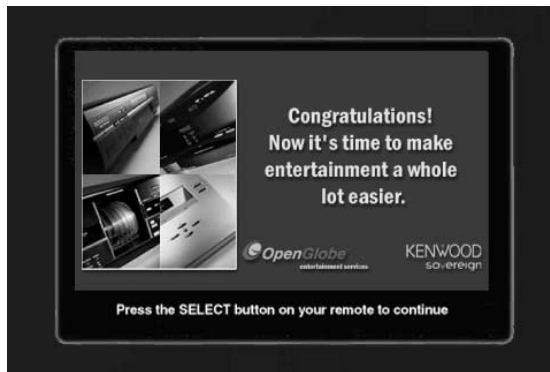 Congratulations!
Now it's time to make
entertainment a whole
lot easier.
OpenGlobe
entertainment services
KENWOOD
sovereign
Press the SELECT button on your remote to continue